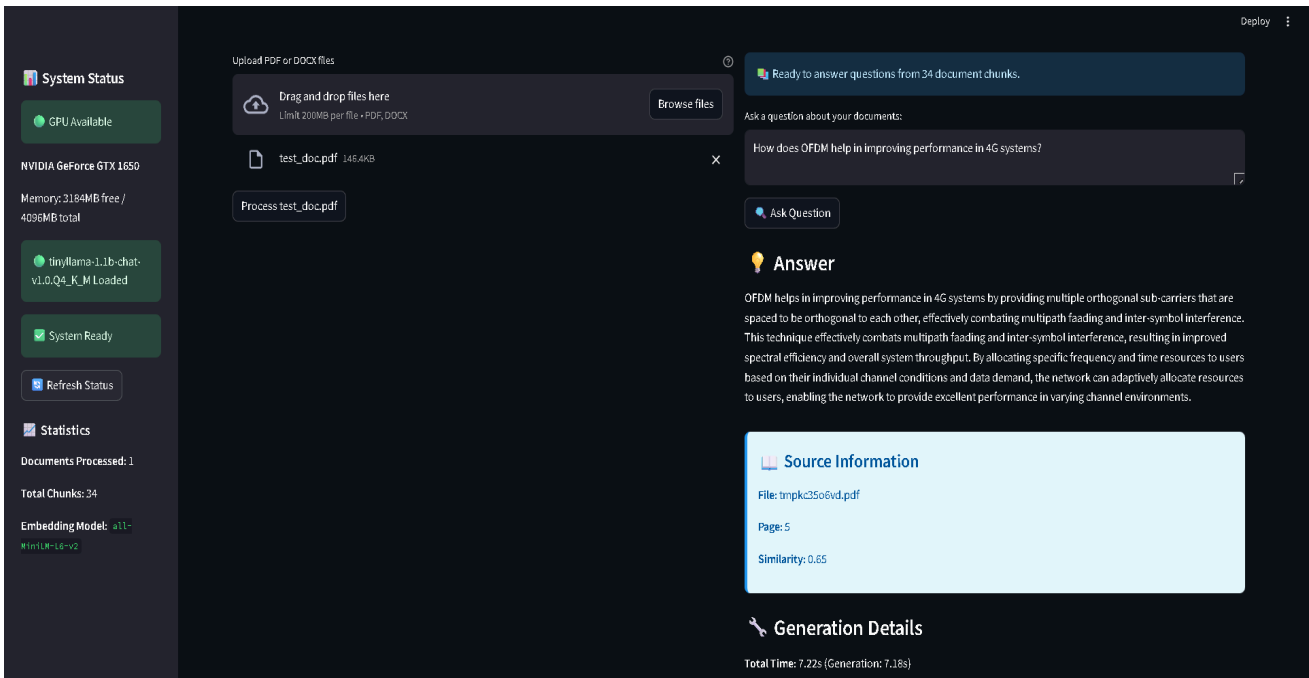 Deploy
System Status
GPU Available
NVIDIA GeForce GTX 1650
Memory: 3184MB free /
4096MB total
tinyllama-1.1b-chat-
v1.0.Q4_K_M Loaded
System Ready
Refresh Status
Statistics
Documents Processed: 1
Total Chunks: 34
Embedding Model: all-
MiniLM-L6-v2
Upload PDF or DOCX files
Drag and drop files here
Limit 200MB per file • PDF, DOCX
Browse files
test_doc.pdf 146.4KB
Process test_doc.pdf
Ready to answer questions from 34 document chunks.
Ask a question about your documents:
How does OFDM help in improving performance in 4G systems?
Ask Question
Answer
OFDM helps in improving performance in 4G systems by providing multiple orthogonal sub-carriers that are
spaced to be orthogonal to each other, effectively combating multipath faading and inter-symbol interference.
This technique effectively combats multipath faading and inter-symbol interference, resulting in improved
spectral efficiency and overall system throughput. By allocating specific frequency and time resources to users
based on their individual channel conditions and data demand, the network can adaptively allocate resources
to users, enabling the network to provide excellent performance in varying channel environments.
Source Information
File: tmpkc35o6vd.pdf
Page: 5
Similarity: 0.65
Generation Details
Total Time: 7.22s (Generation: 7.18s)